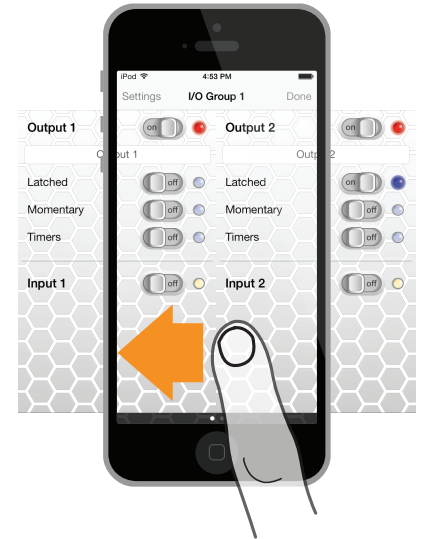 iPod 4:53 PM
Settings I/O Group 1 Done
Output 1 on Output 2 on
Output 1 Output 2
Latched off Latched on
Momentary off Momentary off
Timers off Timers off
Input 1 off Input 2 off